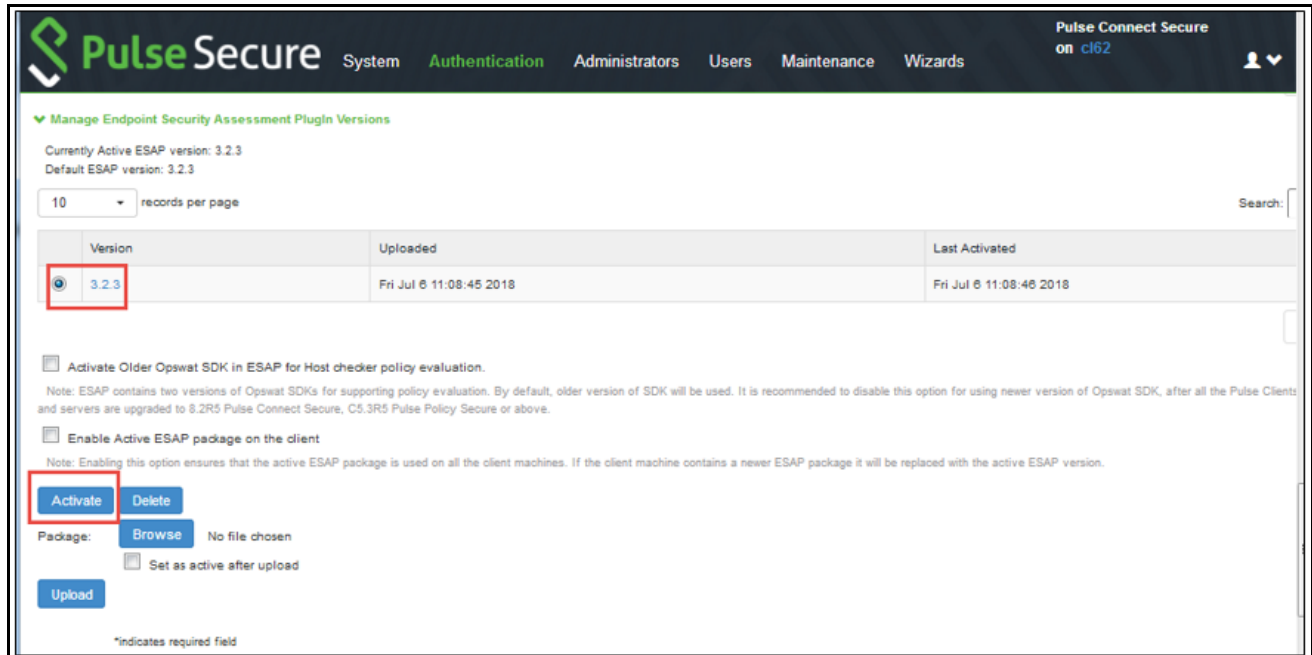 Pulse Connect Secure
on cl62
Pulse Secure System Authentication Administrators Users Maintenance Wizards
Manage Endpoint Security Assessment PlugIn Versions
Currently Active ESAP version: 3.2.3
Default ESAP version: 3.2.3
10 records per page Search:
Version Uploaded Last Activated
3.2.3 Fri Jul 6 11:08:45 2018 Fri Jul 6 11:08:46 2018
Activate Older Opswat SDK in ESAP for Host checker policy evaluation.
Note: ESAP contains two versions of Opswat SDKs for supporting policy evaluation. By default, older version of SDK will be used. It is recommended to disable this option for using newer version of Opswat SDK, after all the Pulse Clients
and servers are upgraded to 8.2R5 Pulse Connect Secure, C5.3R5 Pulse Policy Secure or above.
Enable Active ESAP package on the client
Note: Enabling this option ensures that the active ESAP package is used on all the client machines. If the client machine contains a newer ESAP package it will be replaced with the active ESAP version.
Activate Delete
Package: Browse No file chosen
Set as active after upload
Upload
*indicates required field